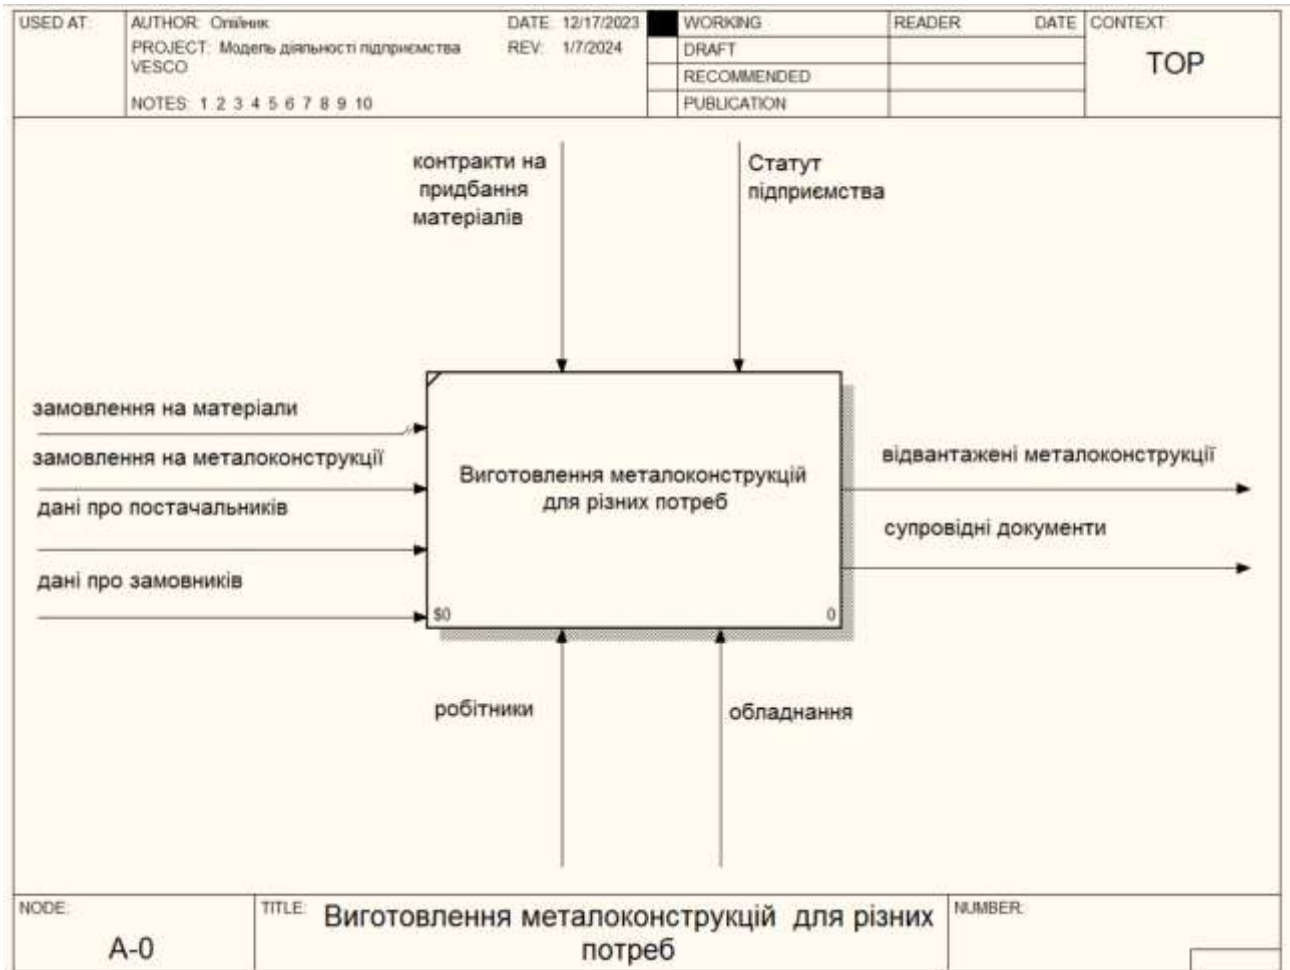 USED AT:
AUTHOR: Олійник
DATE: 12/17/2023
PROJECT: Модель діяльності підприємства
VESCO
REV: 1/7/2024
NOTES: 1 2 3 4 5 6 7 8 9 10
WORKING
DRAFT
RECOMMENDED
PUBLICATION
READER
DATE
CONTEXT:
TOP
контракти на
придбання
матеріалів
Статут
підприємства
замовлення на матеріали
замовлення на металоконструкції
дані про постачальників
дані про замовників
Виготовлення металоконструкцій
для різних потреб
$0
0
відвантажені металоконструкції
супровідні документи
робітники
обладнання
NODE:
A-0
TITLE:
Виготовлення металоконструкцій для різних
потреб
NUMBER: